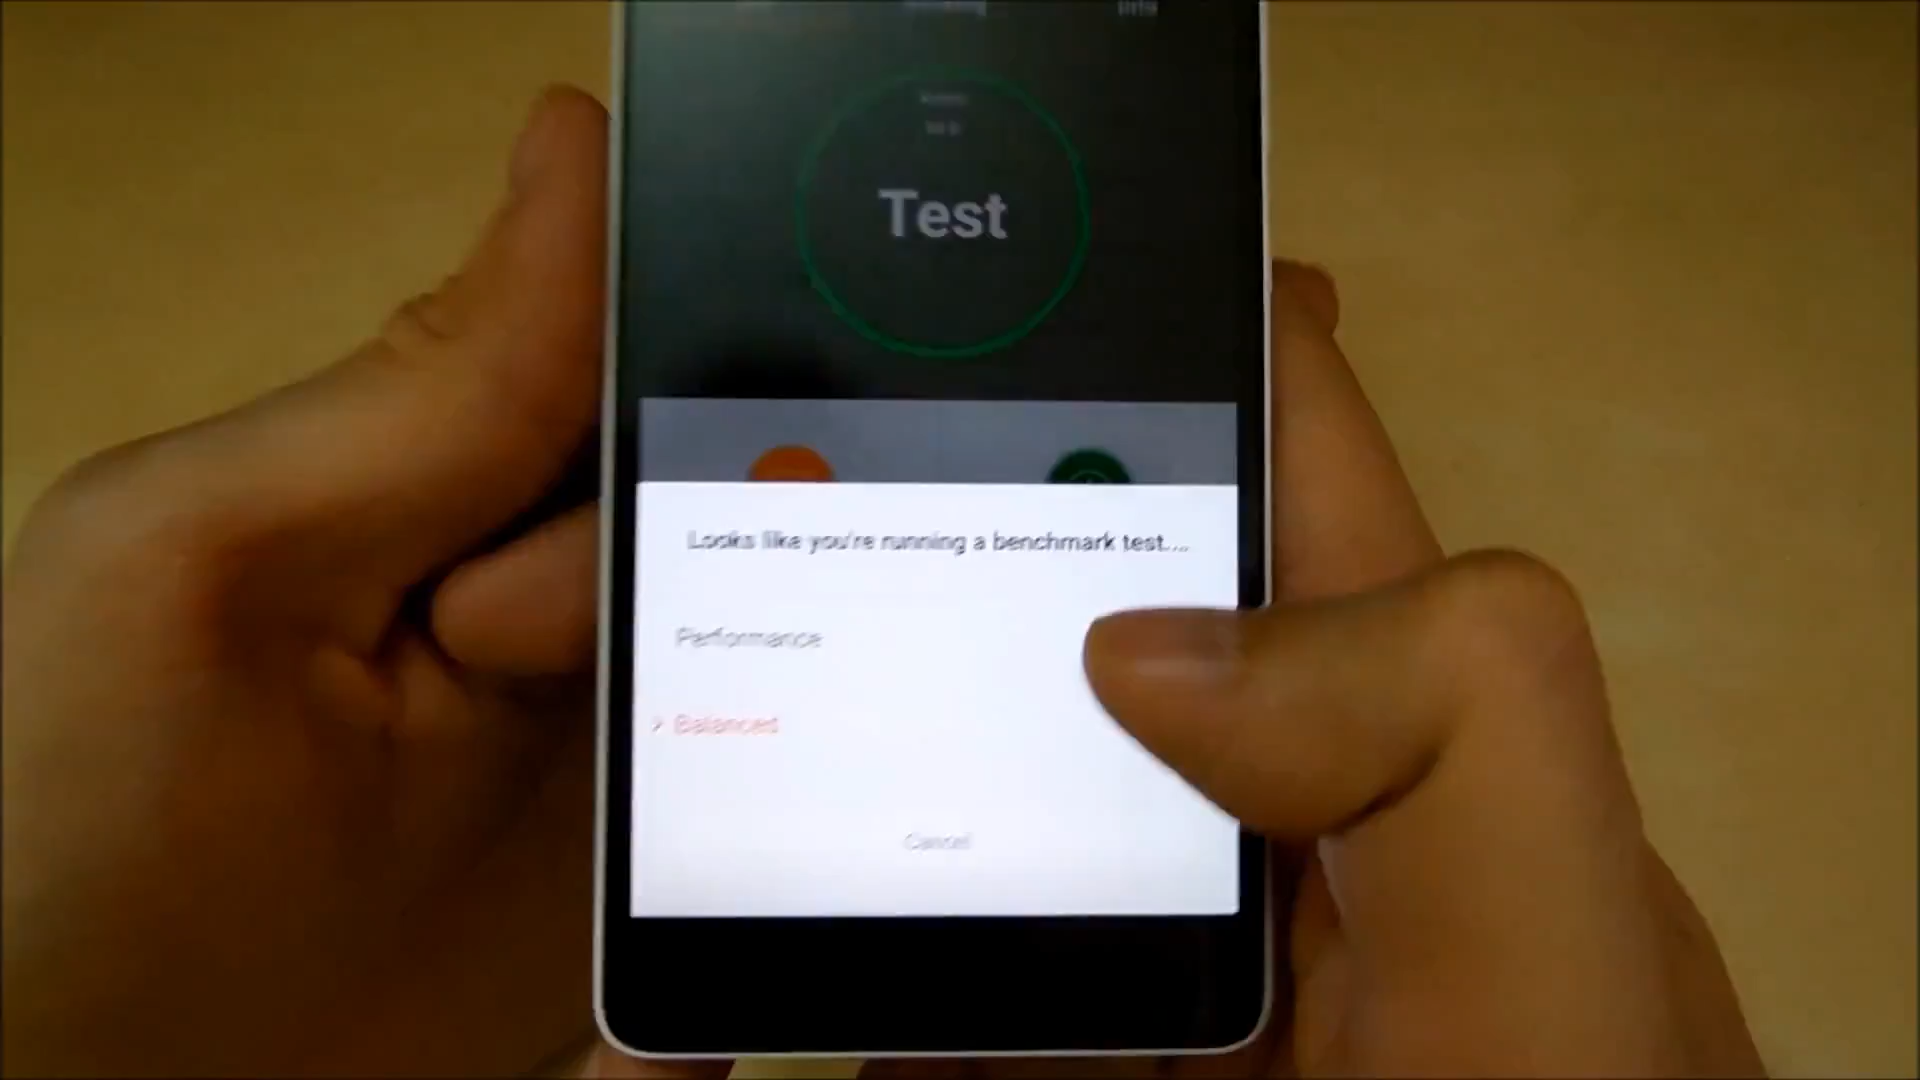 Test
Looks like you're running a benchmark test....
Performance
> Balanced
Cancel